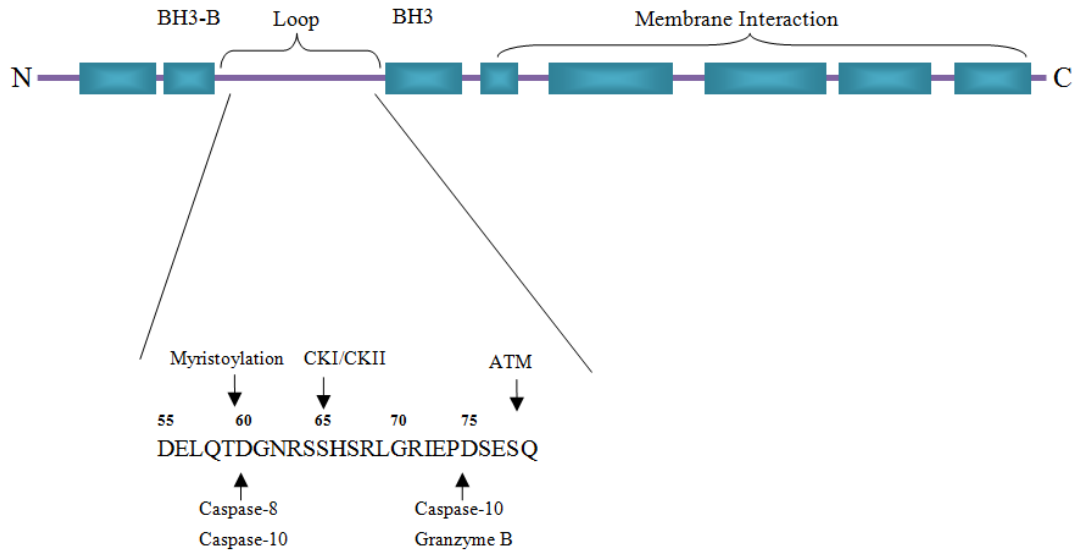 BH3-B Loop BH3 Membrane Interaction
N C
Myristoylation CKI/CKII ATM
55 60 65 70 75
DELQTDGNRSSHSRLGRIEPDSESQ
Caspase-8 Caspase-10
Caspase-10 Granzyme B